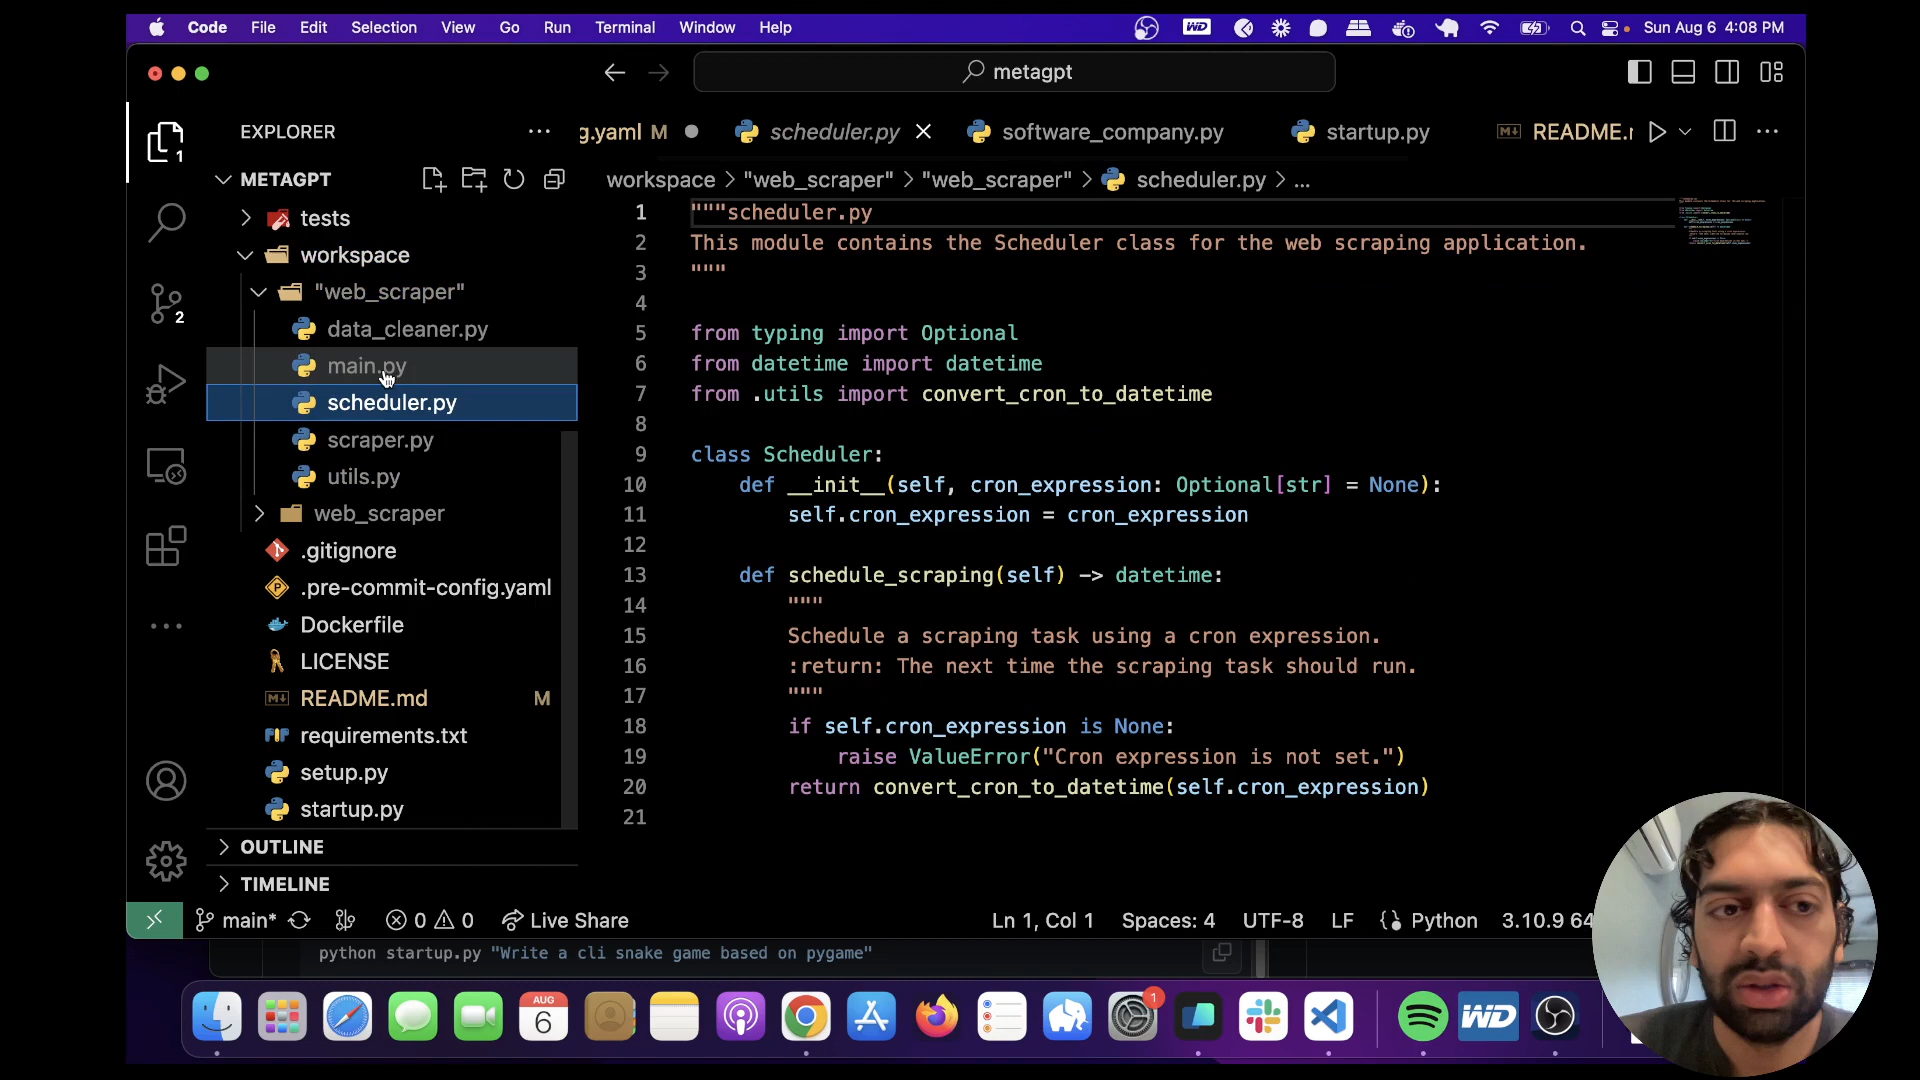 Code File Edit Selection View Go Run Terminal Window Help WD Sun Aug 6 4:08 PM
metagpt
EXPLORER
METAGPT
tests
workspace
"web_scraper"
data_cleaner.py
main.py
scheduler.py
scraper.py
utils.py
web_scraper
.gitignore
.pre-commit-config.yaml
Dockerfile
LICENSE
README.md M
requirements.txt
setup.py
startup.py
OUTLINE
TIMELINE
1
2
g.yaml M scheduler.py software_company.py startup.py README.
workspace > "web_scraper" > "web_scraper" > scheduler.py > ...
1 """scheduler.py
2 This module contains the Scheduler class for the web scraping application.
3 """
4
5 from typing import Optional
6 from datetime import datetime
7 from .utils import convert_cron_to_datetime
8
9 class Scheduler:
10 def __init__(self, cron_expression: Optional[str] = None):
11 self.cron_expression = cron_expression
12
13 def schedule_scraping(self) -> datetime:
14 """
15 Schedule a scraping task using a cron expression.
16 :return: The next time the scraping task should run.
17 """
18 if self.cron_expression is None:
19 raise ValueError("Cron expression is not set.")
20 return convert_cron_to_datetime(self.cron_expression)
21
main* 0 0 Live Share Ln 1, Col 1 Spaces: 4 UTF-8 LF Python 3.10.9 64
python startup.py "Write a cli snake game based on pygame"
AUG
6
1
WD